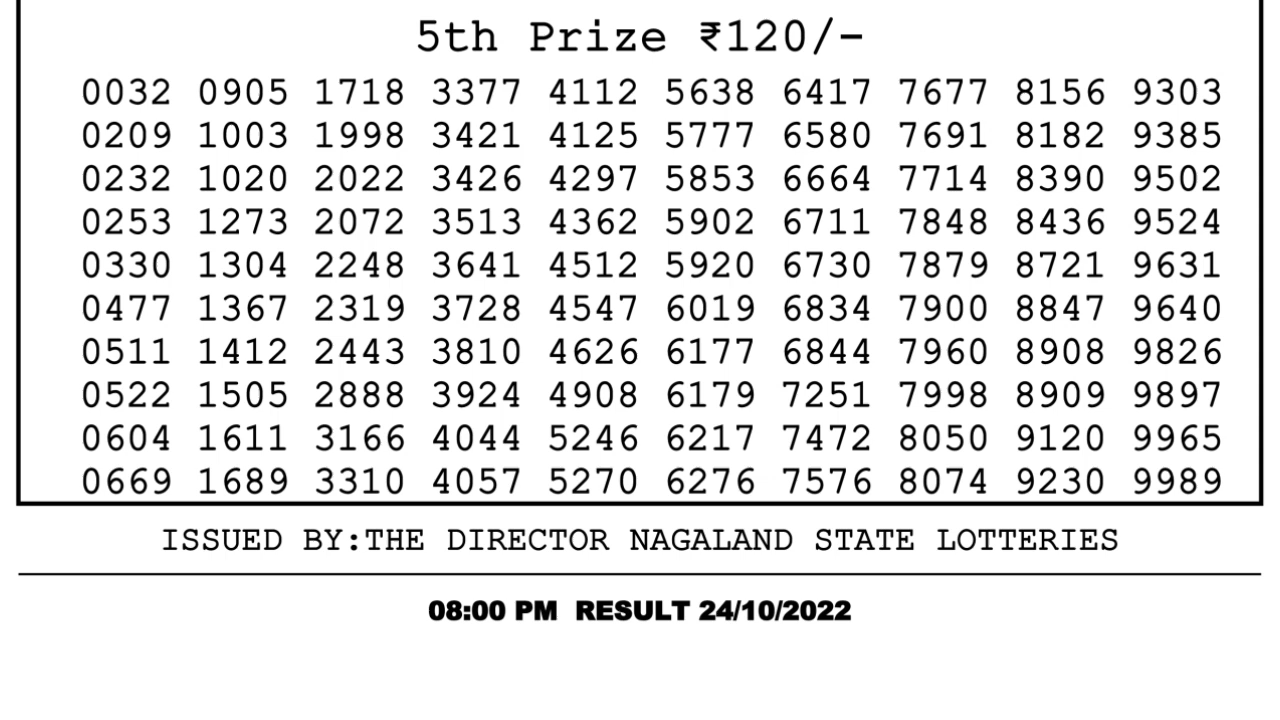 5th Prize ₹120/-
0032 0905 1718 3377 4112 5638 6417 7677 8156 9303
0209 1003 1998 3421 4125 5777 6580 7691 8182 9385
0232 1020 2022 3426 4297 5853 6664 7714 8390 9502
0253 1273 2072 3513 4362 5902 6711 7848 8436 9524
0330 1304 2248 3641 4512 5920 6730 7879 8721 9631
0477 1367 2319 3728 4547 6019 6834 7900 8847 9640
0511 1412 2443 3810 4626 6177 6844 7960 8908 9826
0522 1505 2888 3924 4908 6179 7251 7998 8909 9897
0604 1611 3166 4044 5246 6217 7472 8050 9120 9965
0669 1689 3310 4057 5270 6276 7576 8074 9230 9989
ISSUED BY:THE DIRECTOR NAGALAND STATE LOTTERIES
08:00 PM RESULT 24/10/2022